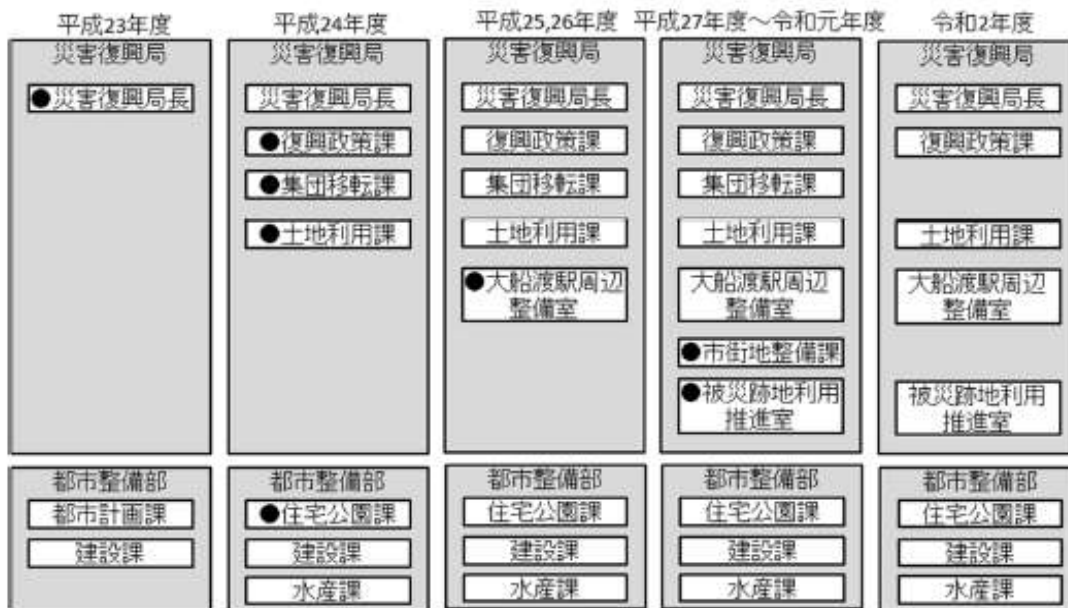 平成23年度
災害復興局
●災害復興局長
都市整備部
都市計画課
建設課
平成24年度
災害復興局
災害復興局長
●復興政策課
●集団移転課
●土地利用課
都市整備部
●住宅公園課
建設課
水産課
平成25,26年度
災害復興局
災害復興局長
復興政策課
集団移転課
土地利用課
●大船渡駅周辺
整備室
都市整備部
住宅公園課
建設課
水産課
平成27年度～令和元年度
災害復興局
災害復興局長
復興政策課
集団移転課
土地利用課
大船渡駅周辺
整備室
●市街地整備課
●被災跡地利用
推進室
都市整備部
住宅公園課
建設課
水産課
令和2年度
災害復興局
災害復興局長
復興政策課
土地利用課
大船渡駅周辺
整備室
被災跡地利用
推進室
都市整備部
住宅公園課
建設課
水産課